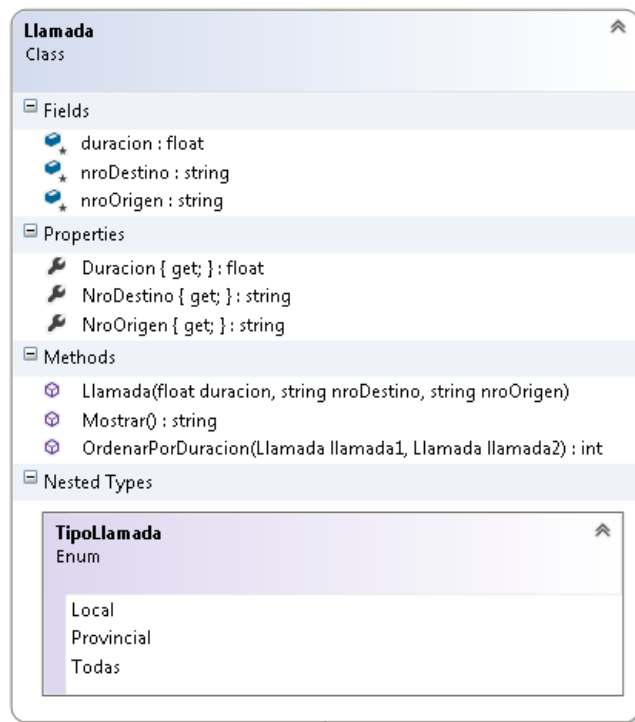 Llamada
Class
Fields
duracion : float
nroDestino : string
nroOrigen : string
Properties
Duracion { get; } : float
NroDestino { get; } : string
NroOrigen { get; } : string
Methods
Llamada(float duracion, string nroDestino, string nroOrigen)
Mostrar() : string
OrdenarPorDuracion(Llamada llamada1, Llamada llamada2) : int
Nested Types
TipoLlamada
Enum
Local
Provincial
Todas